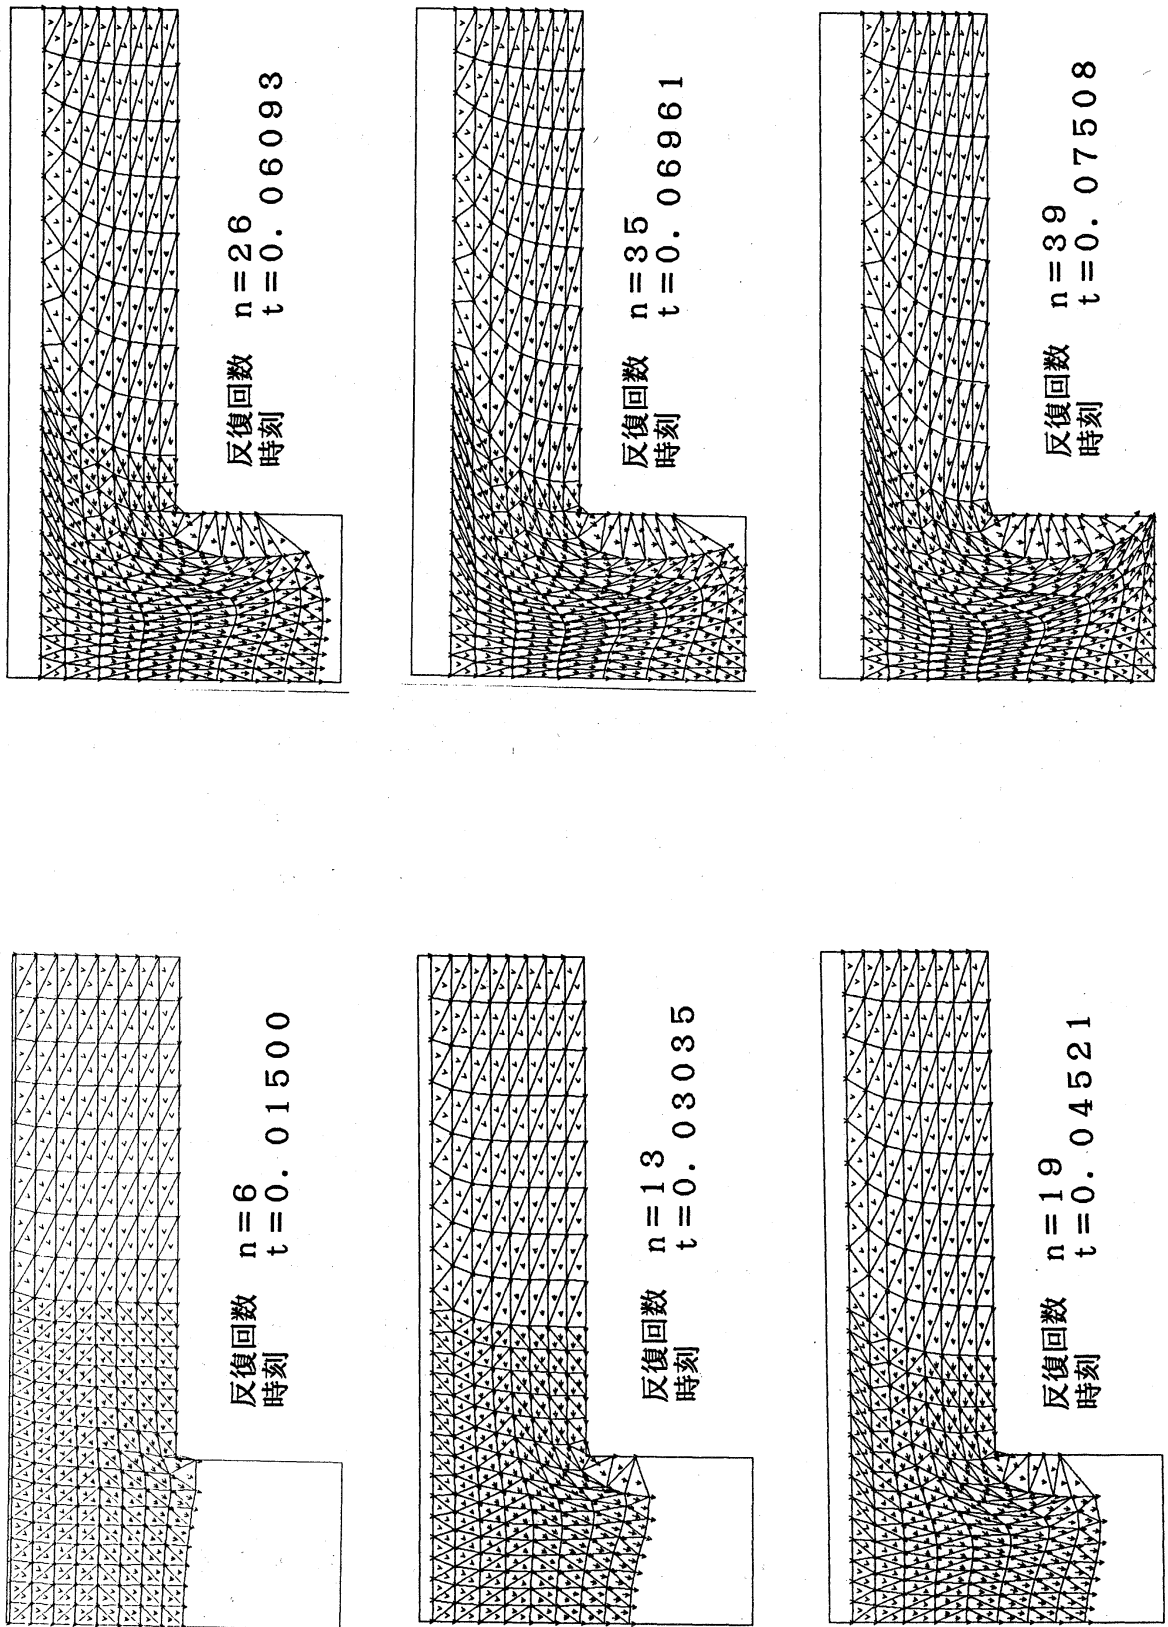 反復回数 n=6
時刻 t=0.01500
反復回数 n=13
時刻 t=0.03035
反復回数 n=19
時刻 t=0.04521
反復回数 n=26
時刻 t=0.06093
反復回数 n=35
時刻 t=0.06961
反復回数 n=39
時刻 t=0.07508